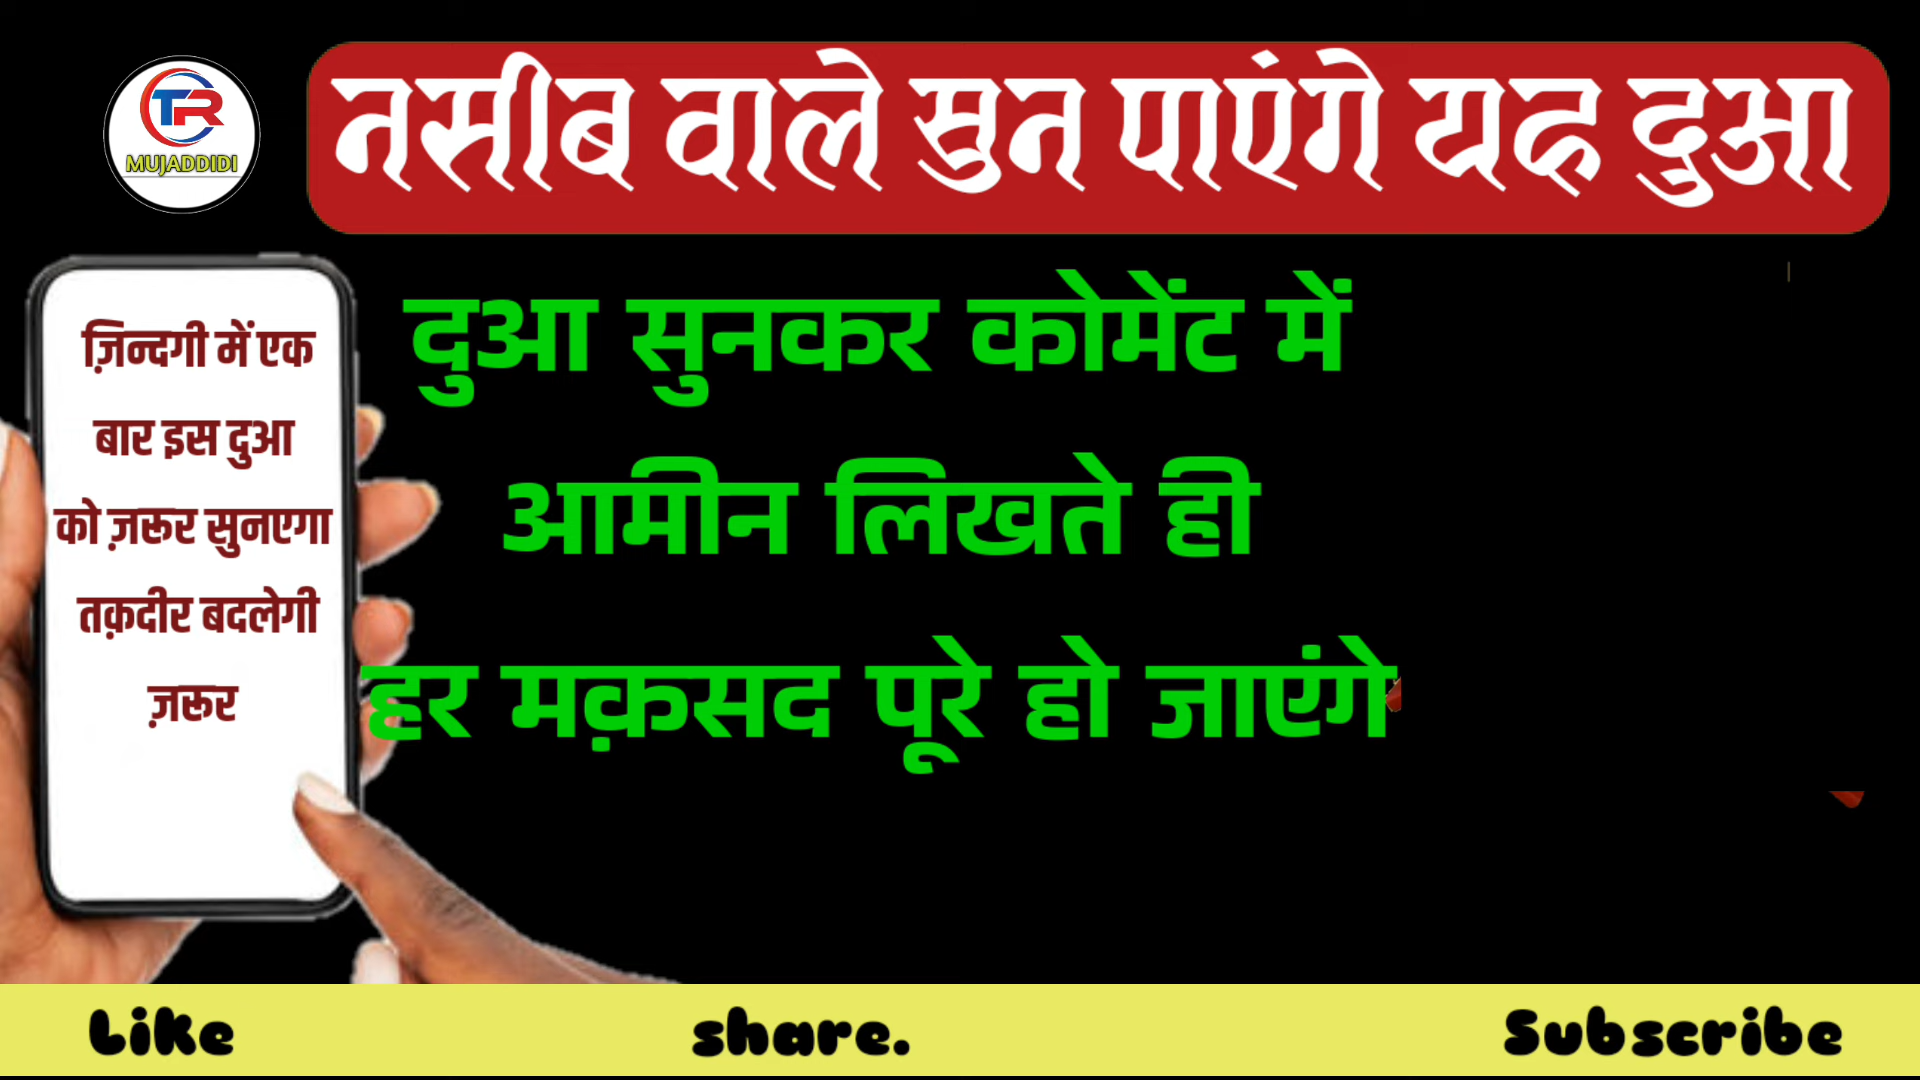 TR
MUJADDIDI
नसीब वाले सुन पाएंगे यह दुआ
ज़िन्दगी में एक
बार इस दुआ
को ज़रूर सुनएगा
तक़दीर बदलेगी
ज़रूर
दुआ सुनकर कोमेंट में
आमीन लिखते ही
हर मक़सद पूरे हो जाएंगे
Like share. Subscribe